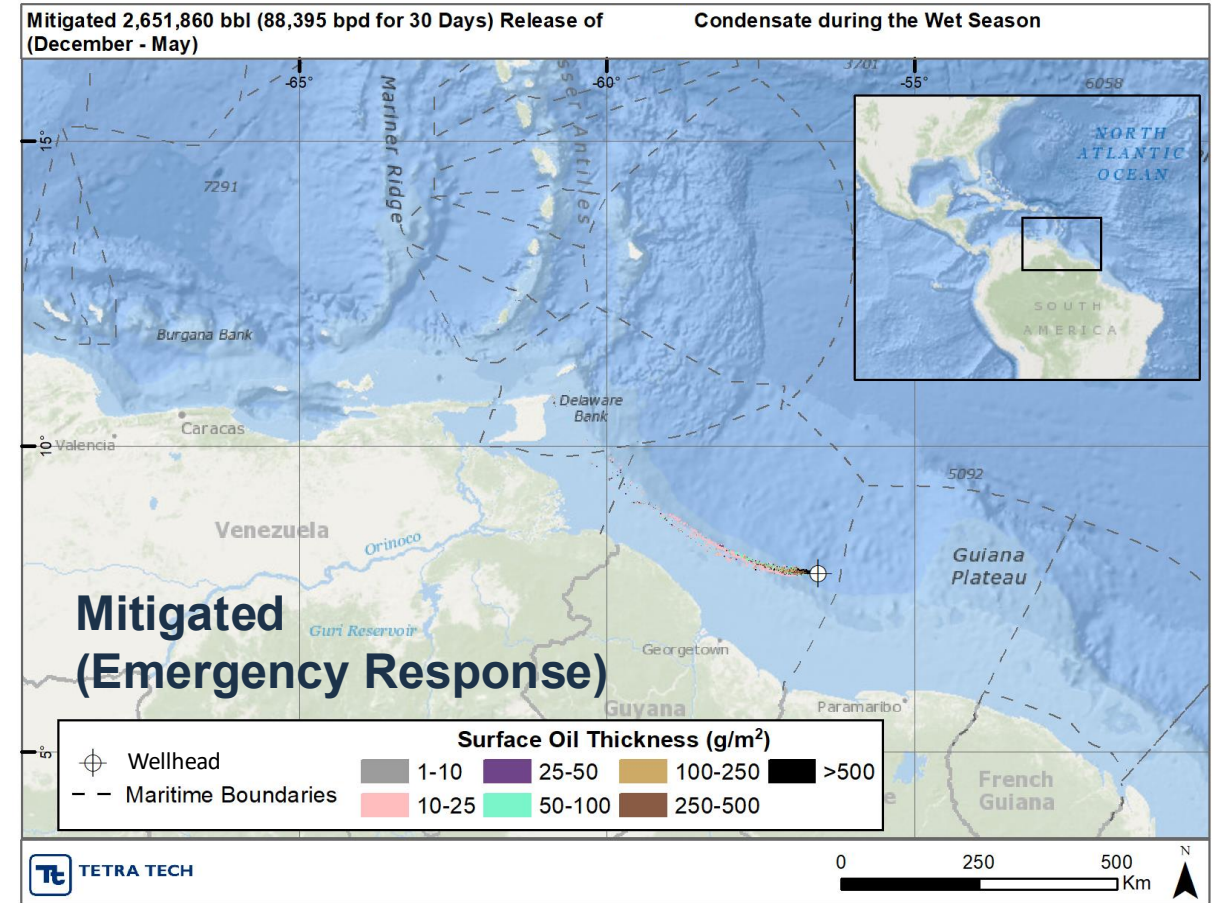 Mitigated 2,651,860 bbl (88,395 bpd for 30 Days) Release of Condensate during the Wet Season
(December - May)
-65°
-60°
-55°
3701
6058
15°
10°
5°
Mariner Ridge
Antilles
7291
NORTH
ATLANTIC
OCEAN
SOUTH
AMERICA
Burgana Bank
Delaware
Bank
Caracas
Valencia
5092
Venezuela
Orinoco
Guiana
Plateau
Mitigated
(Emergency Response)
Guri Reservoir
Georgetown
Guyana
Paramaribo
French
Guiana
Surface Oil Thickness (g/m²)
Wellhead
Maritime Boundaries
1-10
25-50
100-250
>500
10-25
50-100
250-500
Tt TETRA TECH
0 250 500
Km
N